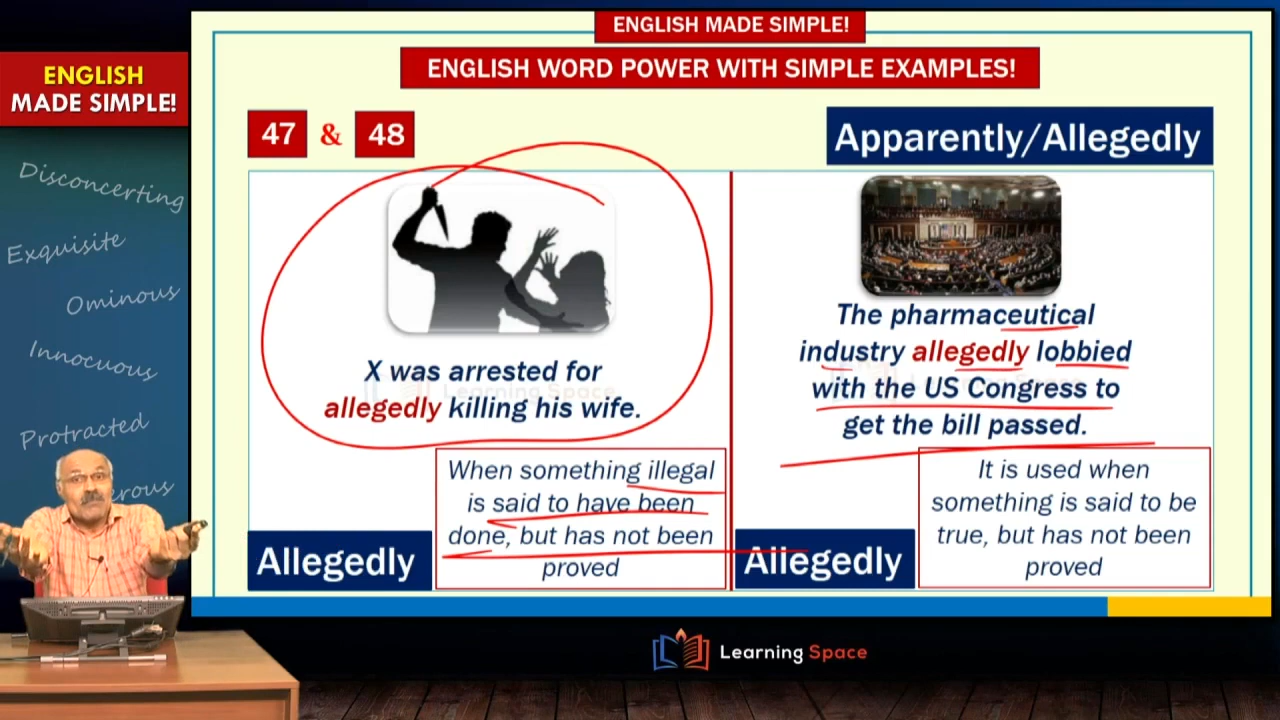 ENGLISH MADE SIMPLE!
ENGLISH WORD POWER WITH SIMPLE EXAMPLES!
ENGLISH
MADE SIMPLE!
47 & 48
Apparently/Allegedly
Disconcerting
Exquisite
Ominous
Innocuous
Protracted
X was arrested for
allegedly killing his wife.
The pharmaceutical
industry allegedly lobbied
with the US Congress to
get the bill passed.
Learning Space
When something illegal
is said to have been
done, but has not been
proved
Allegedly
It is used when
something is said to be
true, but has not been
proved
Allegedly
Learning Space